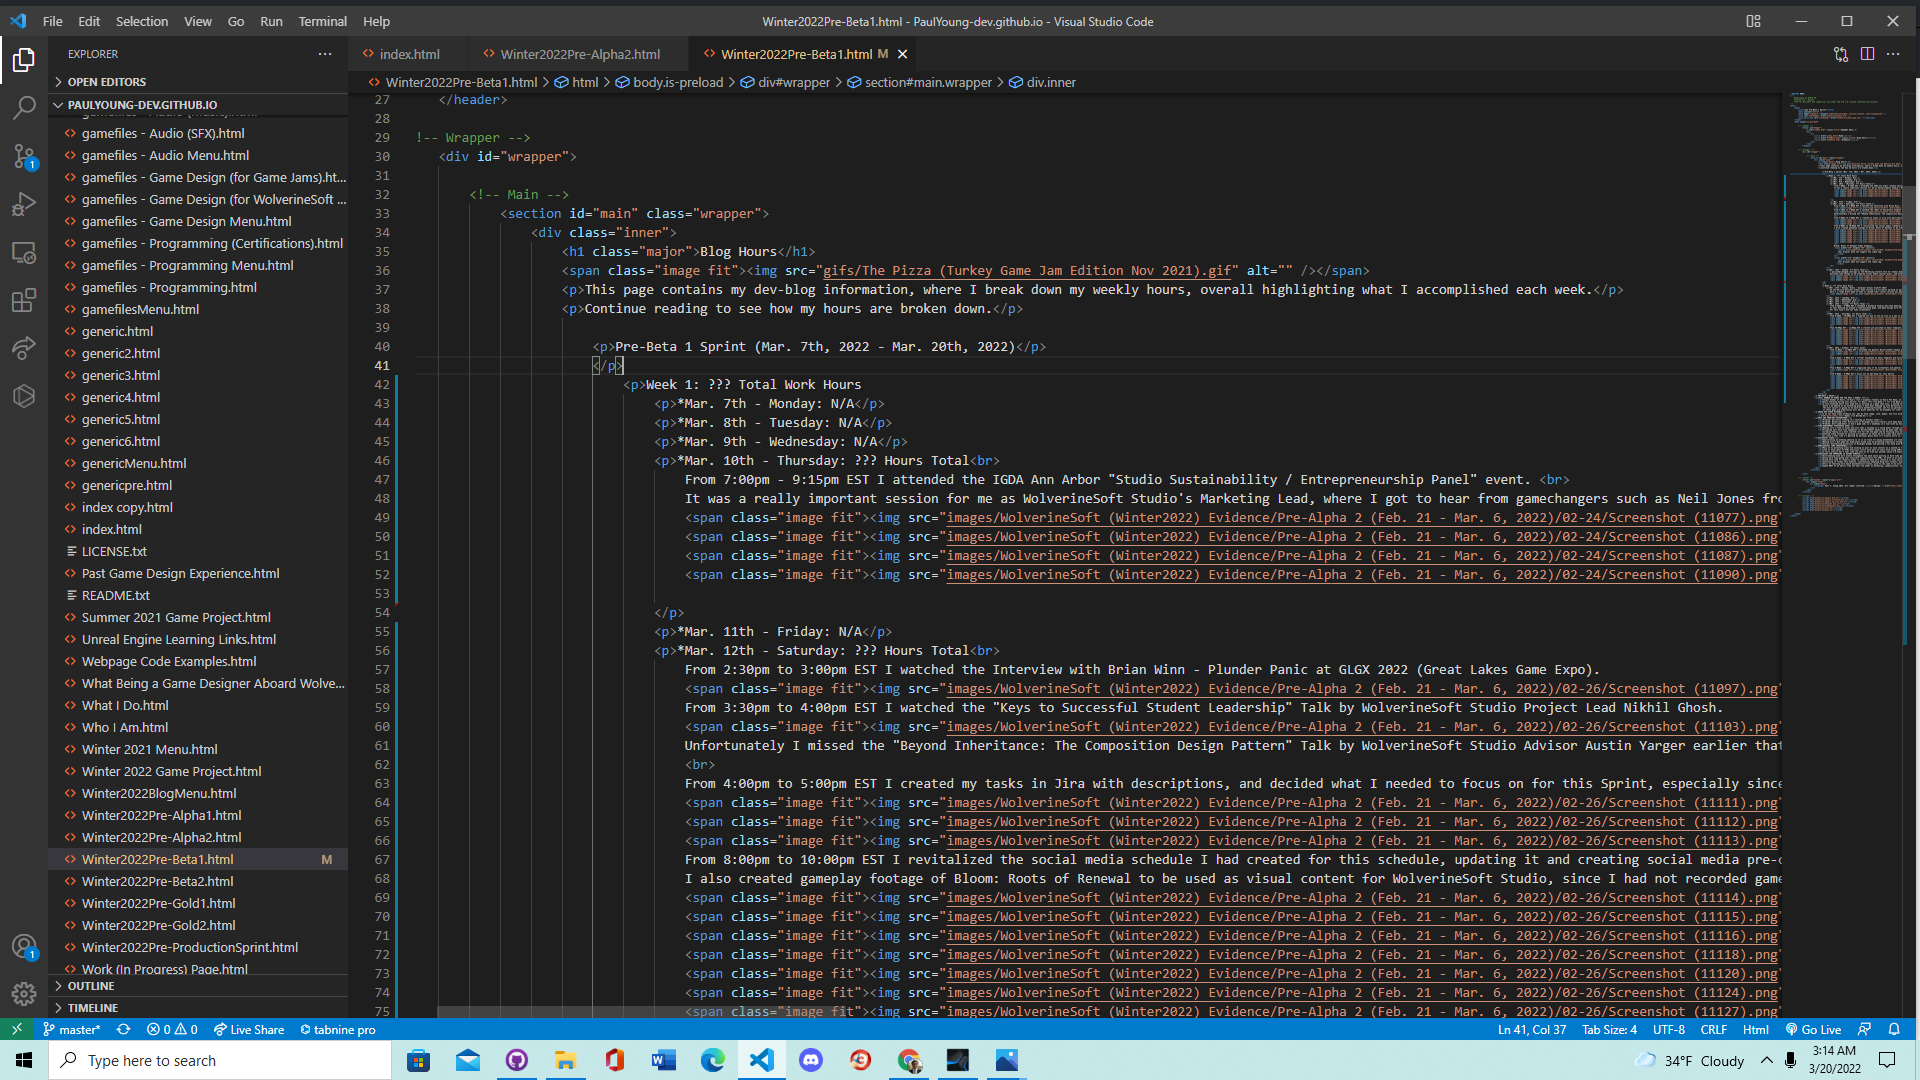 File Edit Selection View Go Run Terminal Help
Winter2022Pre-Beta1.html - PaulYoung-dev.github.io - Visual Studio Code
EXPLORER
OPEN EDITORS
PAULYOUNG-DEV.GITHUB.IO
gamefiles - Audio (SFX).html
gamefiles - Audio Menu.html
gamefiles - Game Design (for Game Jams).ht...
gamefiles - Game Design (for WolverineSoft ...
gamefiles - Game Design Menu.html
gamefiles - Programming (Certifications).html
gamefiles - Programming Menu.html
gamefiles - Programming.html
gamefilesMenu.html
generic.html
generic2.html
generic3.html
generic4.html
generic5.html
generic6.html
genericMenu.html
genericpre.html
index copy.html
index.html
LICENSE.txt
Past Game Design Experience.html
README.txt
Summer 2021 Game Project.html
Unreal Engine Learning Links.html
Webpage Code Examples.html
What Being a Game Designer Aboard Wolve...
What I Do.html
Who I Am.html
Winter 2021 Menu.html
Winter 2022 Game Project.html
Winter2022BlogMenu.html
Winter2022Pre-Alpha1.html
Winter2022Pre-Alpha2.html
Winter2022Pre-Beta1.html M
Winter2022Pre-Beta2.html
Winter2022Pre-Gold1.html
Winter2022Pre-Gold2.html
Winter2022Pre-ProductionSprint.html
Work (In Progress) Page.html
OUTLINE
TIMELINE
index.html Winter2022Pre-Alpha2.html Winter2022Pre-Beta1.html M
Winter2022Pre-Beta1.html > html > body.is-preload > div#wrapper > section#main.wrapper > div.inner
27 </header>
28
29 !-- Wrapper -->
30 <div id="wrapper">
31
32 <!-- Main -->
33 <section id="main" class="wrapper">
34 <div class="inner">
35 <h1 class="major">Blog Hours</h1>
36 <span class="image fit"><img src="gifs/The Pizza (Turkey Game Jam Edition Nov 2021).gif" alt="" /></span>
37 <p>This page contains my dev-blog information, where I break down my weekly hours, overall highlighting what I accomplished each week.</p>
38 <p>Continue reading to see how my hours are broken down.</p>
39
40 <p>Pre-Beta 1 Sprint (Mar. 7th, 2022 - Mar. 20th, 2022)</p>
41 </p>
42 <p>Week 1: ??? Total Work Hours
43 <p>*Mar. 7th - Monday: N/A</p>
44 <p>*Mar. 8th - Tuesday: N/A</p>
45 <p>*Mar. 9th - Wednesday: N/A</p>
46 <p>*Mar. 10th - Thursday: ??? Hours Total<br>
47 From 7:00pm - 9:15pm EST I attended the IGDA Ann Arbor "Studio Sustainability / Entrepreneurship Panel" event. <br>
48 It was a really important session for me as WolverineSoft Studio's Marketing Lead, where I got to hear from gamechangers such as Neil Jones fro
49 <span class="image fit"><img src="images/WolverineSoft (Winter2022) Evidence/Pre-Alpha 2 (Feb. 21 - Mar. 6, 2022)/02-24/Screenshot (11077).png"
50 <span class="image fit"><img src="images/WolverineSoft (Winter2022) Evidence/Pre-Alpha 2 (Feb. 21 - Mar. 6, 2022)/02-24/Screenshot (11086).png"
51 <span class="image fit"><img src="images/WolverineSoft (Winter2022) Evidence/Pre-Alpha 2 (Feb. 21 - Mar. 6, 2022)/02-24/Screenshot (11087).png"
52 <span class="image fit"><img src="images/WolverineSoft (Winter2022) Evidence/Pre-Alpha 2 (Feb. 21 - Mar. 6, 2022)/02-24/Screenshot (11090).png"
53
54 </p>
55 <p>*Mar. 11th - Friday: N/A</p>
56 <p>*Mar. 12th - Saturday: ??? Hours Total<br>
57 From 2:30pm to 3:00pm EST I watched the Interview with Brian Winn - Plunder Panic at GLGX 2022 (Great Lakes Game Expo).
58 <span class="image fit"><img src="images/WolverineSoft (Winter2022) Evidence/Pre-Alpha 2 (Feb. 21 - Mar. 6, 2022)/02-26/Screenshot (11097).png"
59 From 3:30pm to 4:00pm EST I watched the "Keys to Successful Student Leadership" Talk by WolverineSoft Studio Project Lead Nikhil Ghosh.
60 <span class="image fit"><img src="images/WolverineSoft (Winter2022) Evidence/Pre-Alpha 2 (Feb. 21 - Mar. 6, 2022)/02-26/Screenshot (11103).png"
61 Unfortunately I missed the "Beyond Inheritance: The Composition Design Pattern" Talk by WolverineSoft Studio Advisor Austin Yarger earlier that
62 <br>
63 From 4:00pm to 5:00pm EST I created my tasks in Jira with descriptions, and decided what I needed to focus on for this Sprint, especially since
64 <span class="image fit"><img src="images/WolverineSoft (Winter2022) Evidence/Pre-Alpha 2 (Feb. 21 - Mar. 6, 2022)/02-26/Screenshot (11111).png"
65 <span class="image fit"><img src="images/WolverineSoft (Winter2022) Evidence/Pre-Alpha 2 (Feb. 21 - Mar. 6, 2022)/02-26/Screenshot (11112).png"
66 <span class="image fit"><img src="images/WolverineSoft (Winter2022) Evidence/Pre-Alpha 2 (Feb. 21 - Mar. 6, 2022)/02-26/Screenshot (11113).png"
67 From 8:00pm to 10:00pm EST I revitalized the social media schedule I had created for this schedule, updating it and creating social media pre-c
68 I also created gameplay footage of Bloom: Roots of Renewal to be used as visual content for WolverineSoft Studio, since I had not recorded game
69 <span class="image fit"><img src="images/WolverineSoft (Winter2022) Evidence/Pre-Alpha 2 (Feb. 21 - Mar. 6, 2022)/02-26/Screenshot (11114).png"
70 <span class="image fit"><img src="images/WolverineSoft (Winter2022) Evidence/Pre-Alpha 2 (Feb. 21 - Mar. 6, 2022)/02-26/Screenshot (11115).png"
71 <span class="image fit"><img src="images/WolverineSoft (Winter2022) Evidence/Pre-Alpha 2 (Feb. 21 - Mar. 6, 2022)/02-26/Screenshot (11116).png"
72 <span class="image fit"><img src="images/WolverineSoft (Winter2022) Evidence/Pre-Alpha 2 (Feb. 21 - Mar. 6, 2022)/02-26/Screenshot (11118).png"
73 <span class="image fit"><img src="images/WolverineSoft (Winter2022) Evidence/Pre-Alpha 2 (Feb. 21 - Mar. 6, 2022)/02-26/Screenshot (11120).png"
74 <span class="image fit"><img src="images/WolverineSoft (Winter2022) Evidence/Pre-Alpha 2 (Feb. 21 - Mar. 6, 2022)/02-26/Screenshot (11124).png"
75 <span class="image fit"><img src="images/WolverineSoft (Winter2022) Evidence/Pre-Alpha 2 (Feb. 21 - Mar. 6, 2022)/02-26/Screenshot (11127).png"
1
1
master* 0 0 Live Share tabnine pro
Ln 41, Col 37 Tab Size: 4 UTF-8 CRLF Html Go Live
Type here to search
34°F Cloudy
3:14 AM
3/20/2022